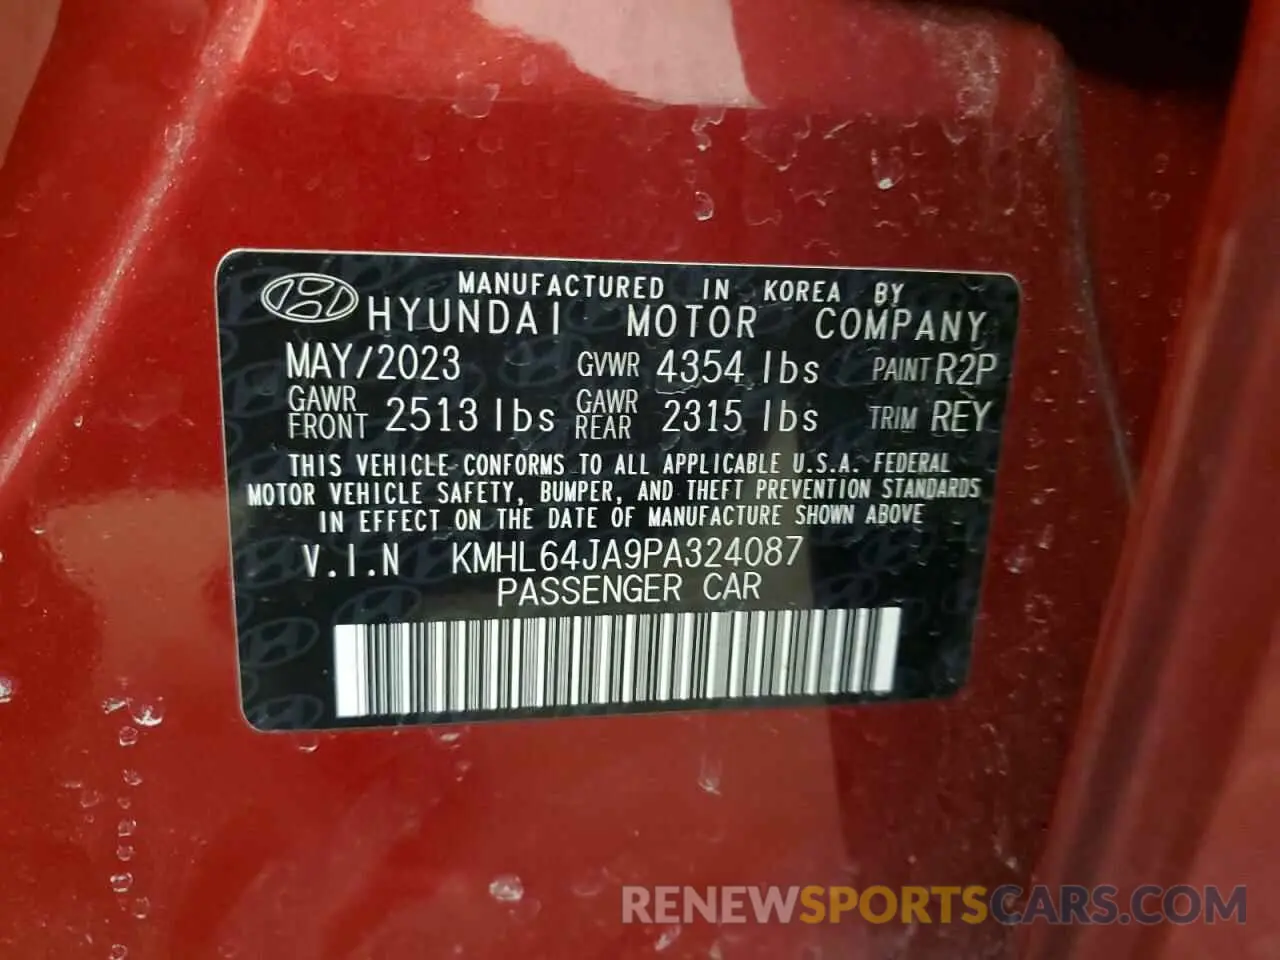 MANUFACTURED IN KOREA BY
HYUNDAI MOTOR COMPANY
MAY/2023 GVWR 4354 lbs PAINT R2P
GAWR FRONT 2513 lbs GAWR REAR 2315 lbs TRIM REY
THIS VEHICLE CONFORMS TO ALL APPLICABLE U.S.A. FEDERAL
MOTOR VEHICLE SAFETY, BUMPER, AND THEFT PREVENTION STANDARDS
IN EFFECT ON THE DATE OF MANUFACTURE SHOWN ABOVE
V.I.N KMHL64JA9PA324087
PASSENGER CAR
RENEWSPORTSCARS.COM